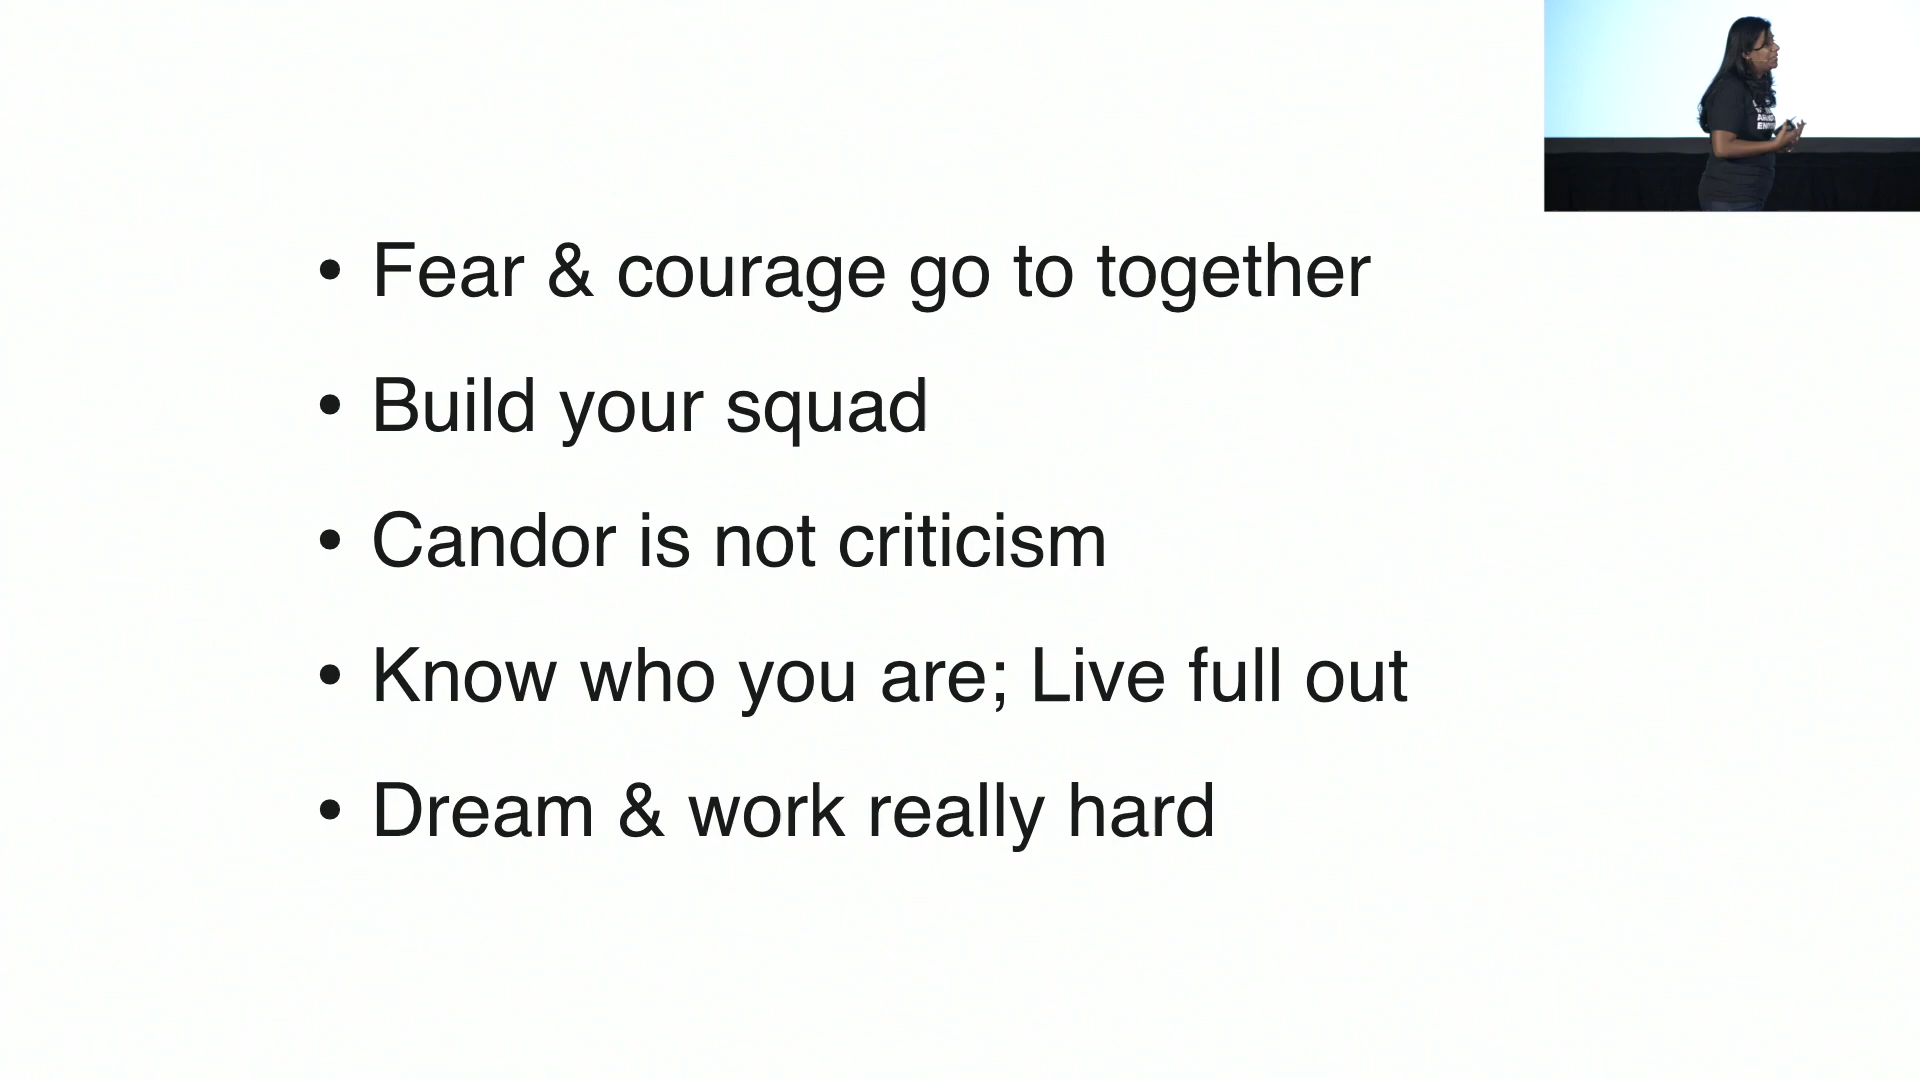 • Fear & courage go to together
• Build your squad
• Candor is not criticism
• Know who you are; Live full out
• Dream & work really hard